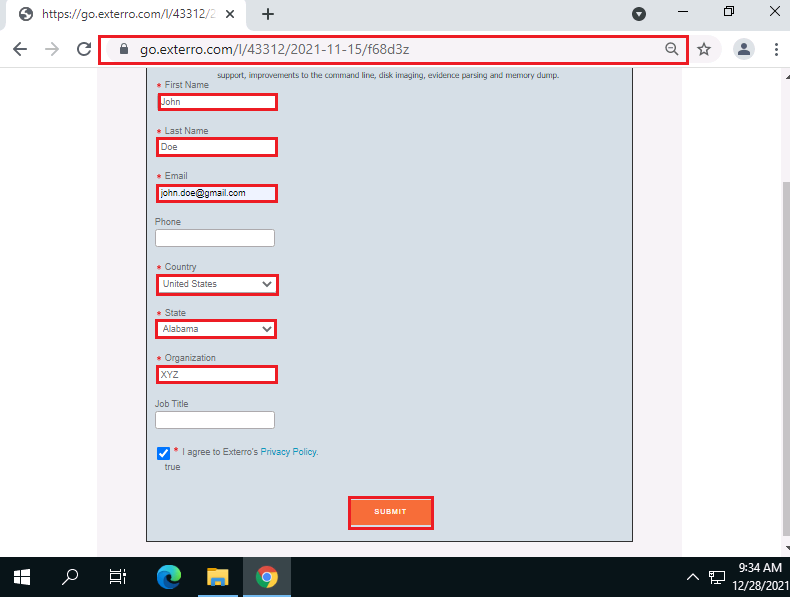 https://go.exterro.com/l/43312/2
go.exterro.com/l/43312/2021-11-15/f68d3z
support, improvements to the command line, disk imaging, evidence parsing and memory dump.
* First Name
John
* Last Name
Doe
* Email
john.doe@gmail.com
Phone
* Country
United States
* State
Alabama
* Organization
XYZ
Job Title
* I agree to Exterro's Privacy Policy.
true
SUBMIT
9:34 AM
12/28/2021